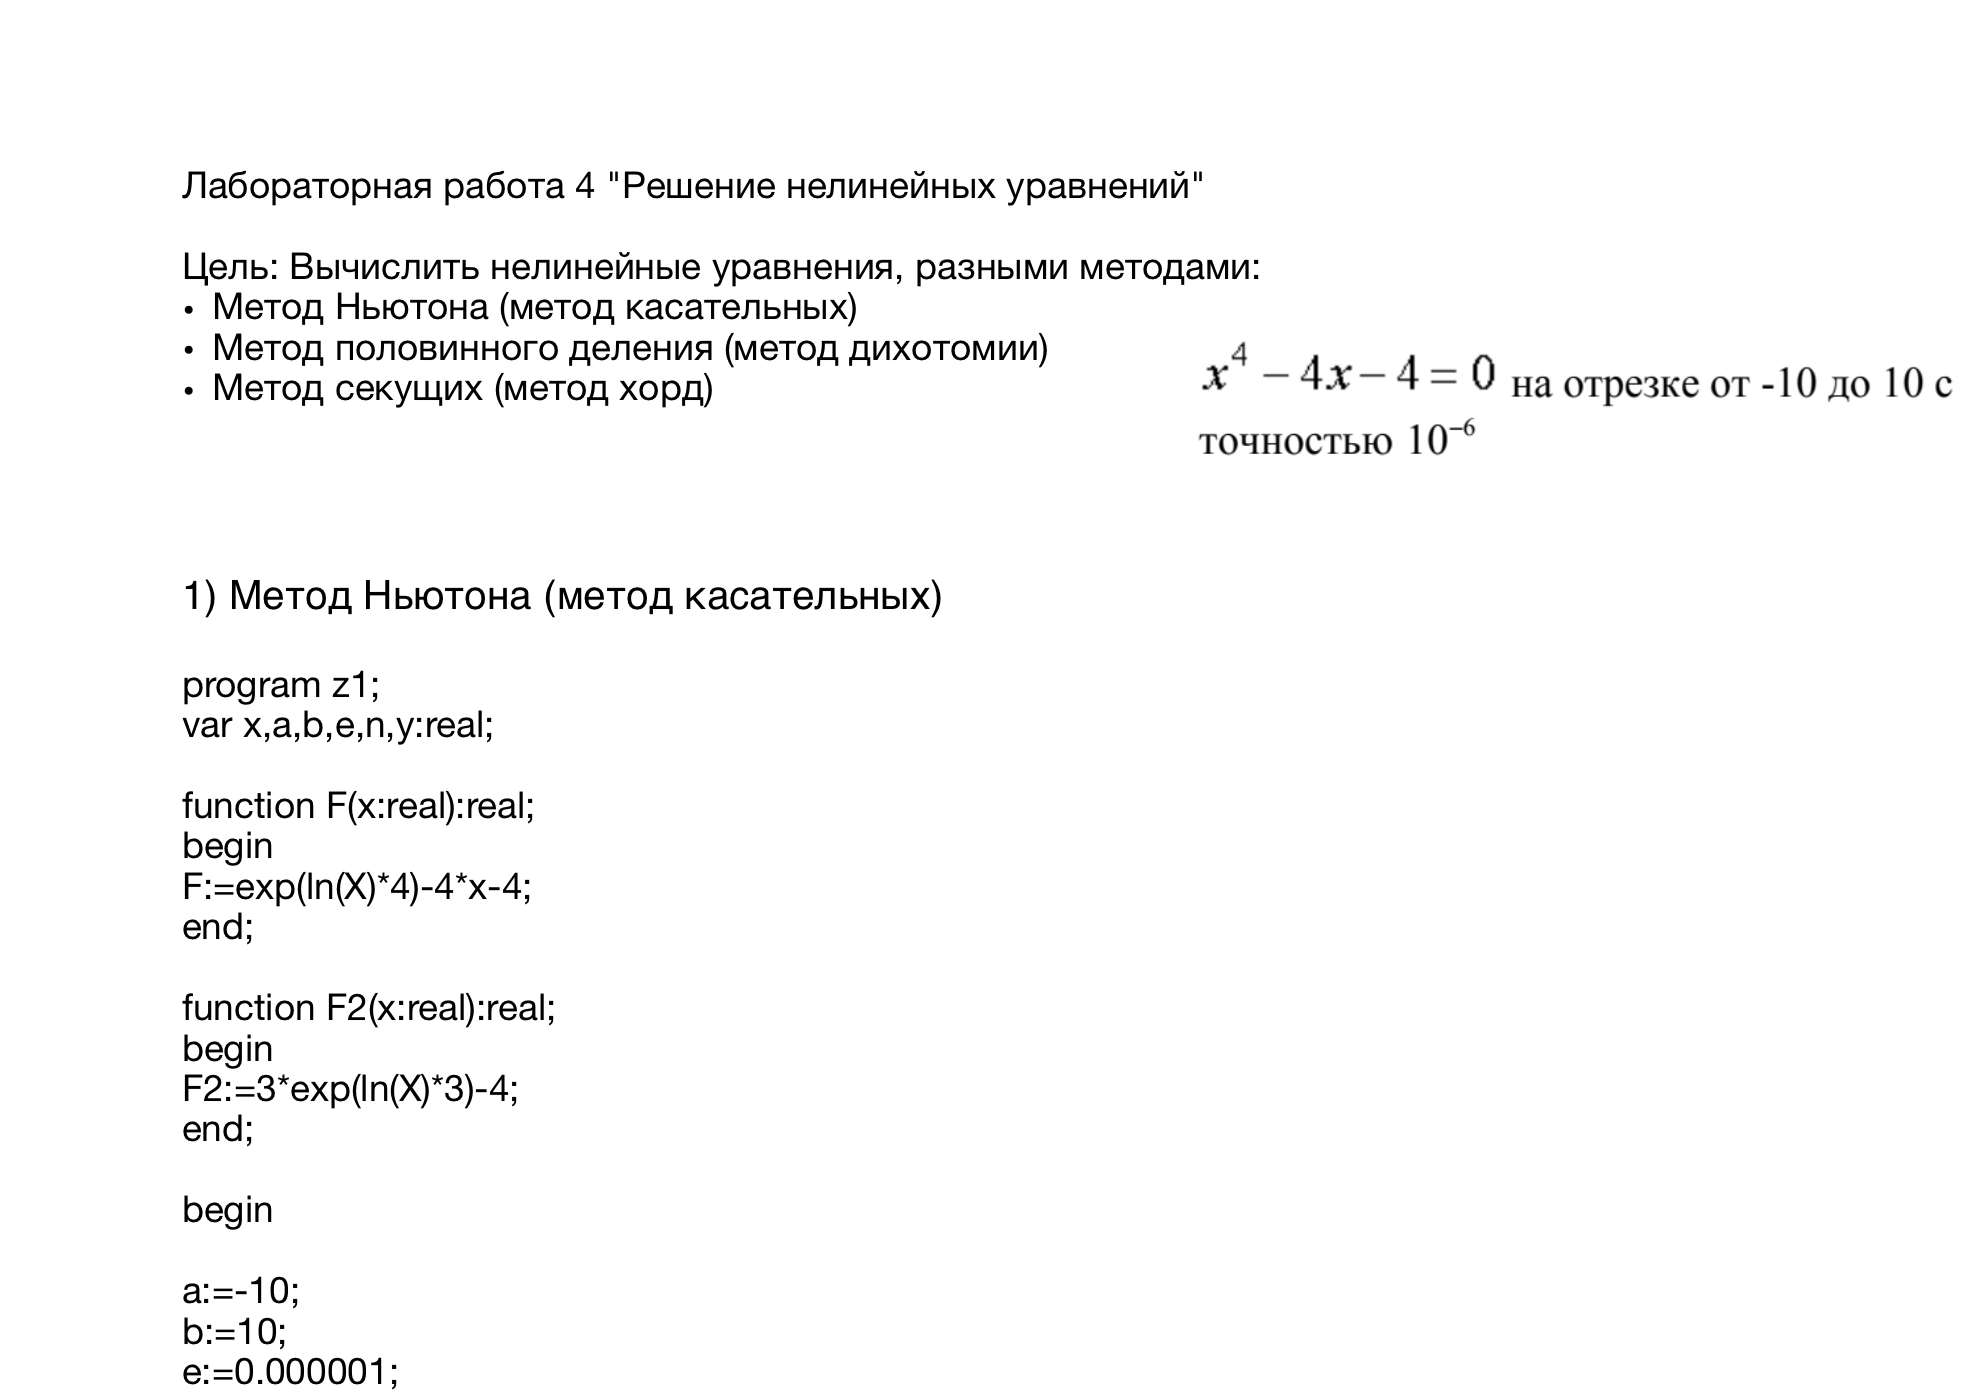 Лабораторная работа 4 "Решение нелинейных уравнений"
Цель: Вычислить нелинейные уравнения, разными методами:
• Метод Ньютона (метод касательных)
• Метод половинного деления (метод дихотомии)
• Метод секущих (метод хорд)
x⁴ − 4x − 4 = 0 на отрезке от -10 до 10 с
точностью 10⁻⁶
1) Метод Ньютона (метод касательных)
program z1;
var x,a,b,e,n,y:real;
function F(x:real):real;
begin
F:=exp(ln(X)*4)-4*x-4;
end;
function F2(x:real):real;
begin
F2:=3*exp(ln(X)*3)-4;
end;
begin
a:=-10;
b:=10;
e:=0.000001;